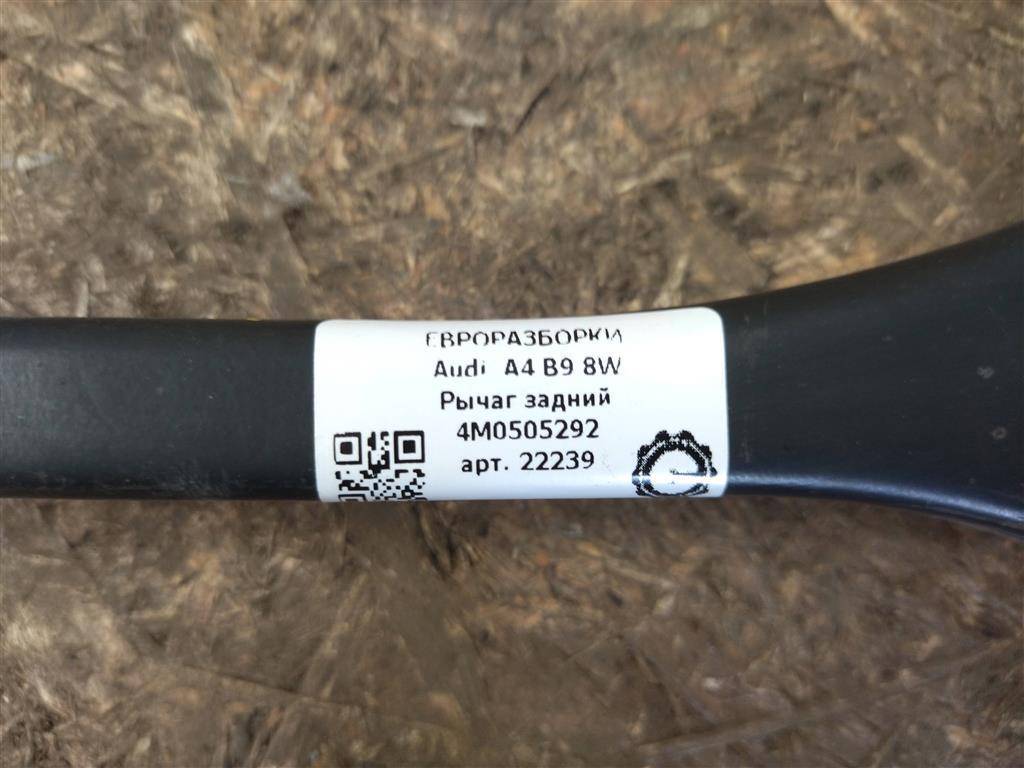 ЕВРОРАЗБОРКИ
Audi A4 B9 8W
Рычаг задний
4M0505292
арт. 22239